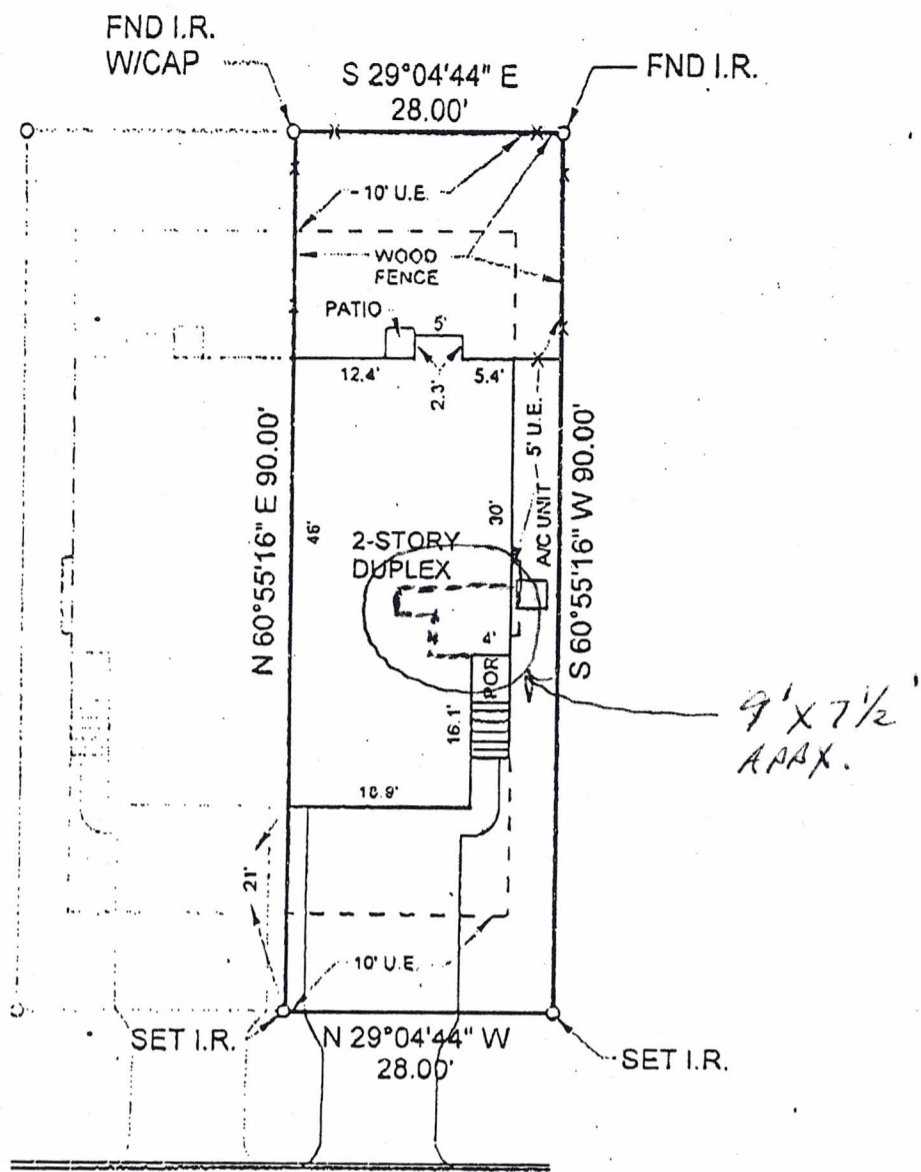 FND I.R.
W/CAP
S 29°04'44" E
28.00'
FND I.R.
10' U.E.
WOOD
FENCE
PATIO
5'
12.4'
2.3'
5.4'
5' U.E.
A/C UNIT
N 60°55'16" E 90.00'
46'
30'
S 60°55'16" W 90.00'
2-STORY
DUPLEX
4'
POR
16.1'
9' X 7 1/2'
APPX.
18.9'
21'
10' U.E.
SET I.R.
N 29°04'44" W
28.00'
SET I.R.